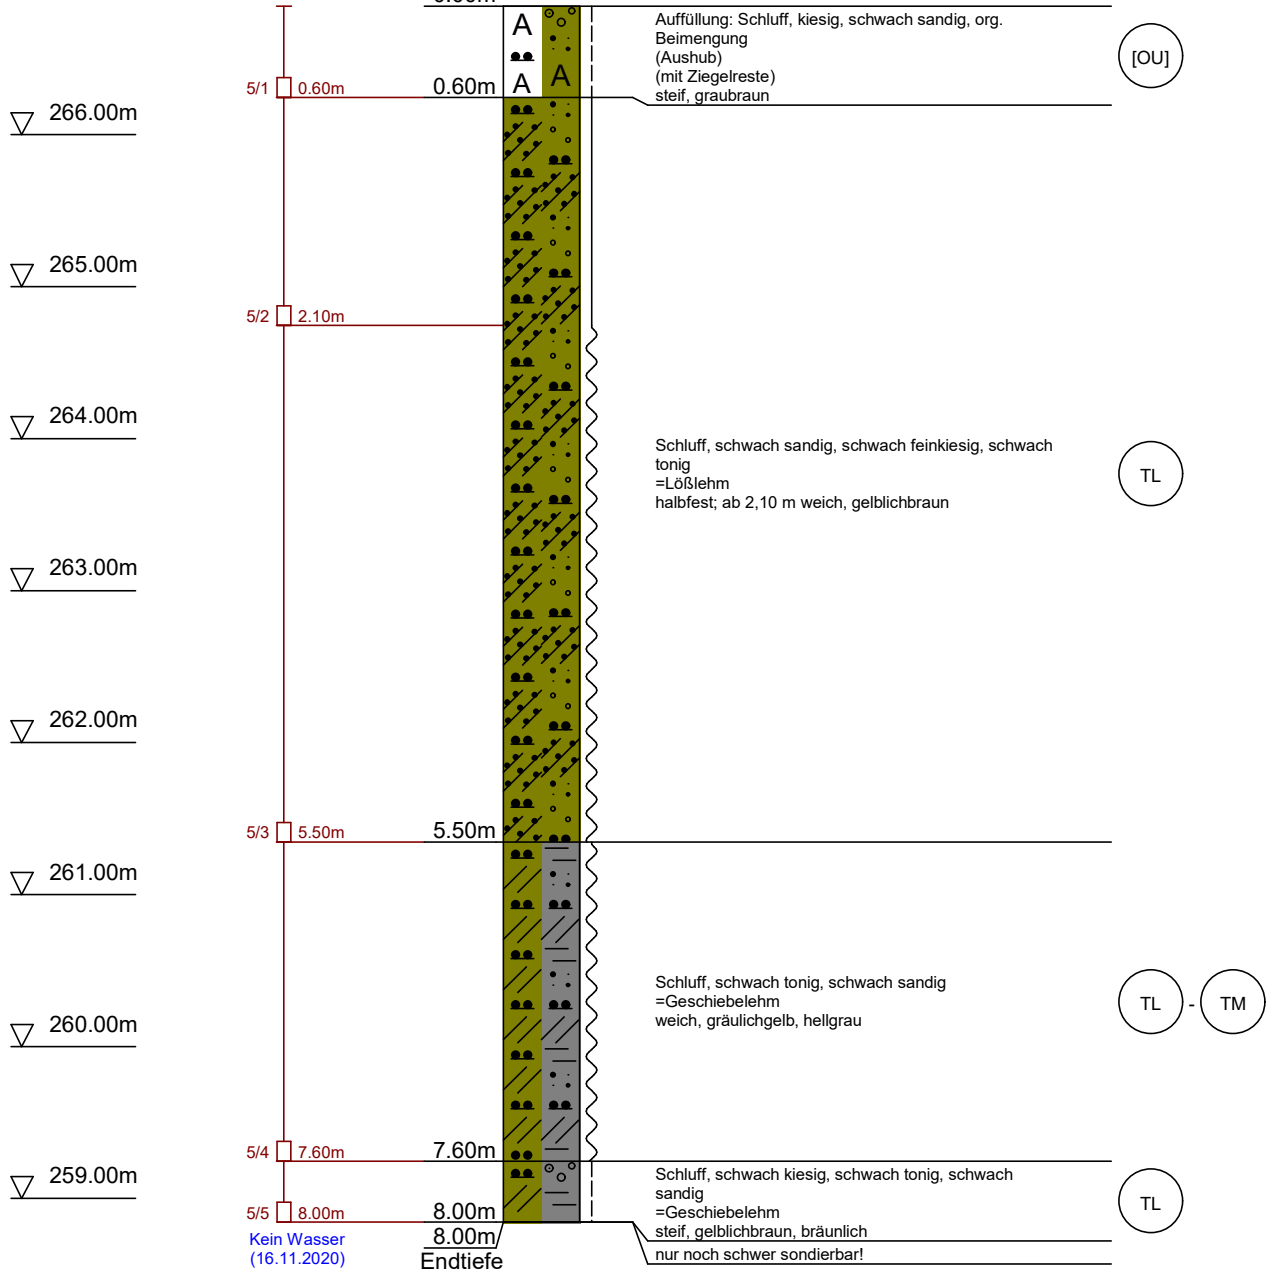 A
A
A
Auffüllung: Schluff, kiesig, schwach sandig, org.
Beimengung
(Aushub)
(mit Ziegelreste)
steif, graubraun
[OU]
5/1 0.60m
0.60m
266.00m
265.00m
5/2 2.10m
264.00m
Schluff, schwach sandig, schwach feinkiesig, schwach
tonig
=Lößlehm
halbfest; ab 2,10 m weich, gelblichbraun
TL
263.00m
262.00m
5/3 5.50m
5.50m
261.00m
Schluff, schwach tonig, schwach sandig
=Geschiebelehm
weich, gräulichgelb, hellgrau
TL - TM
260.00m
5/4 7.60m
7.60m
259.00m
Schluff, schwach kiesig, schwach tonig, schwach
sandig
=Geschiebelehm
steif, gelblichbraun, bräunlich
TL
5/5 8.00m
8.00m
8.00m
Endtiefe
nur noch schwer sondierbar!
Kein Wasser
(16.11.2020)